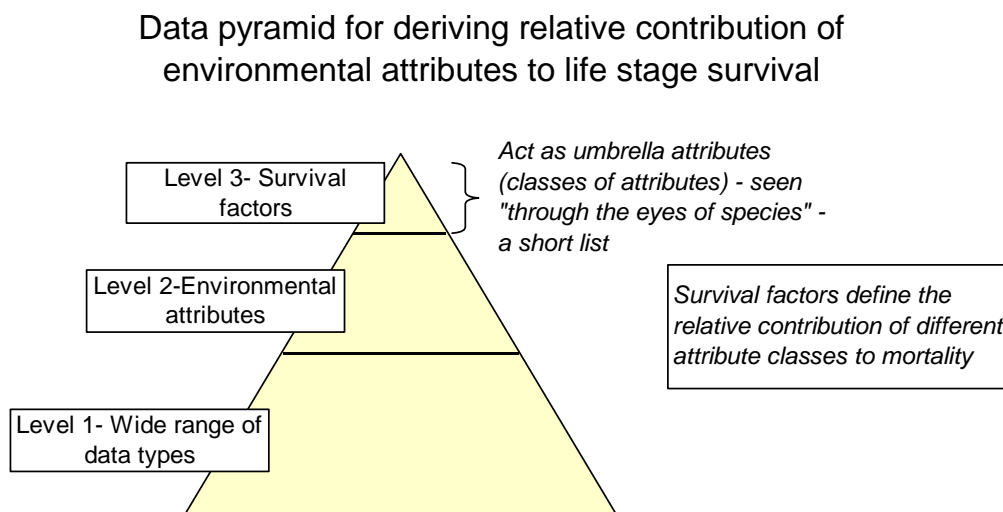 Data pyramid for deriving relative contribution of
environmental attributes to life stage survival
Level 3- Survival
factors
Act as umbrella attributes
(classes of attributes) - seen
"through the eyes of species" -
a short list
Level 2-Environmental
attributes
Survival factors define the
relative contribution of different
attribute classes to mortality
Level 1- Wide range of
data types